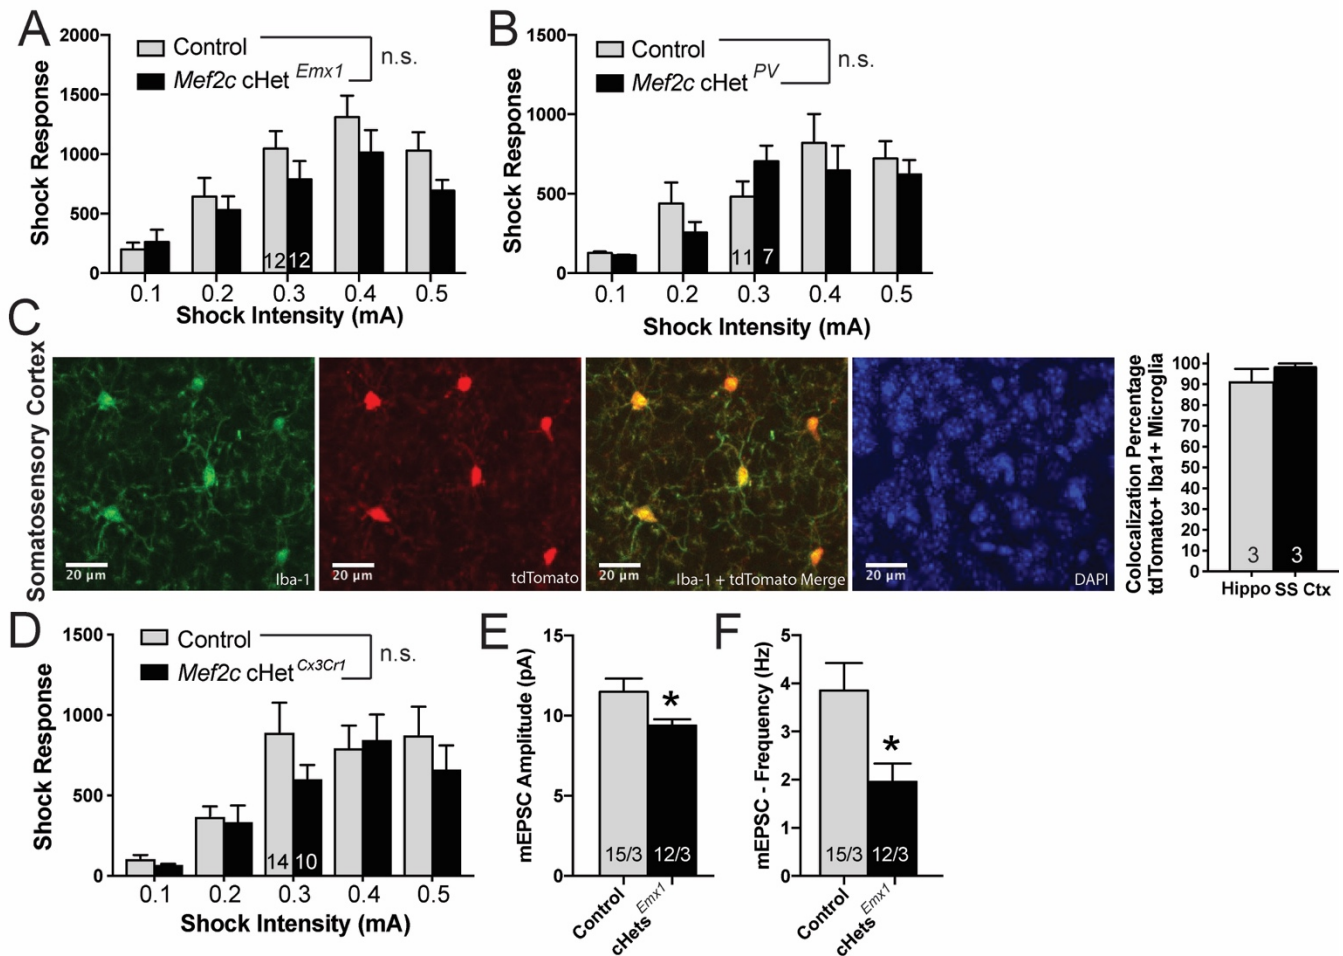 A
2000
1500
1000
500
0
Shock Response
Control
Mef2c cHet Emx1
n.s.
12 12
0.1 0.2 0.3 0.4 0.5
Shock Intensity (mA)
B
1500
1000
500
0
Shock Response
Control
Mef2c cHet PV
n.s.
11 7
0.1 0.2 0.3 0.4 0.5
Shock Intensity (mA)
C
Somatosensory Cortex
20 µm
Iba-1
20 µm
tdTomato
20 µm
Iba-1 + tdTomato Merge
20 µm
DAPI
Colocalization Percentage
tdTomato+ Iba1+ Microglia
100
90
80
70
60
50
40
30
20
10
0
3 3
Hippo SS Ctx
D
1500
1000
500
0
Shock Response
Control
Mef2c cHet Cx3Cr1
n.s.
14 10
0.1 0.2 0.3 0.4 0.5
Shock Intensity (mA)
E
15
10
5
0
mEPSC Amplitude (pA)
*
15/3 12/3
Control
cHets Emx1
F
5
4
3
2
1
0
mEPSC - Frequency (Hz)
*
15/3 12/3
Control
cHets Emx1